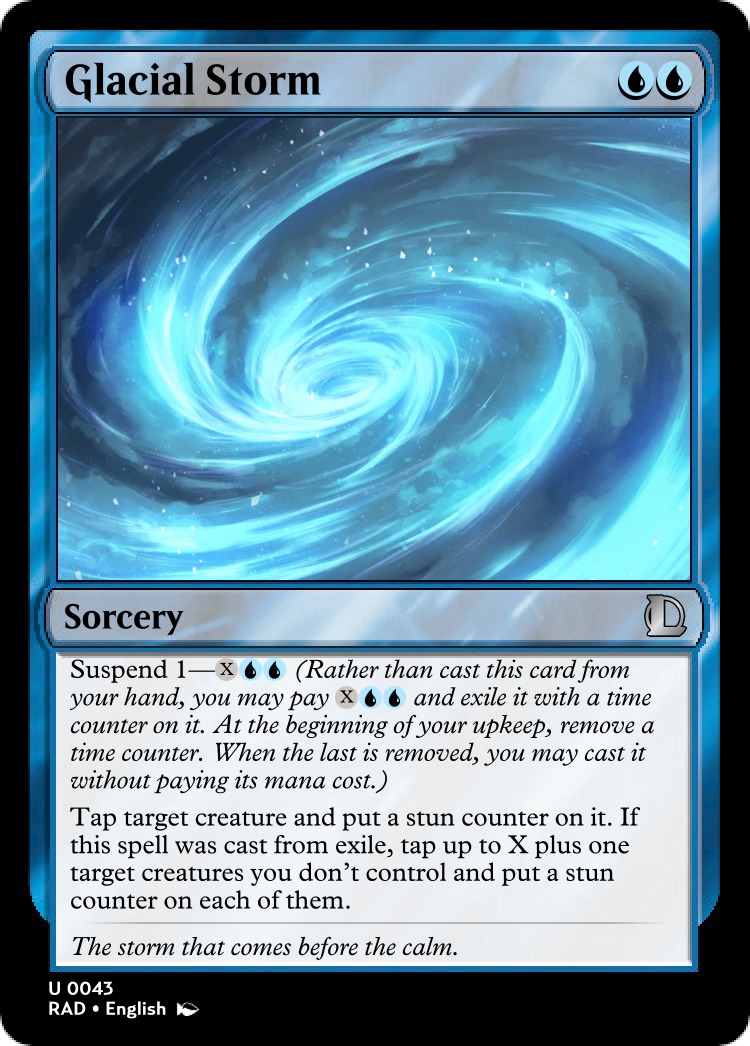 Glacial Storm
Sorcery
Suspend 1—X (Rather than cast this card from
your hand, you may pay X and exile it with a time
counter on it. At the beginning of your upkeep, remove a
time counter. When the last is removed, you may cast it
without paying its mana cost.)
Tap target creature and put a stun counter on it. If
this spell was cast from exile, tap up to X plus one
target creatures you don't control and put a stun
counter on each of them.
The storm that comes before the calm.
U 0043
RAD • English